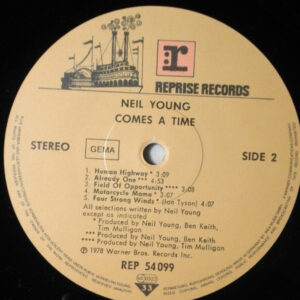 r
REPRISE RECORDS
NEIL YOUNG
COMES A TIME
STEREO
GEMA
SIDE 2
1. Human Highway * 3:09
2. Already One *** 4:53
3. Field Of Opportunity **** 3:08
4. Motorcycle Mama * 3:07
5. Four Strong Winds * (Ian Tyson) 4:07
All selections written by Neil Young
except as indicated
* Produced by Neil Young, Ben Keith,
Tim Mulligan
*** Produced by Neil Young
**** Produced by Neil Young, Ben Keith
Tim Mulligan
℗ 1978 Warner Bros. Records Inc.
REP 54 099
33